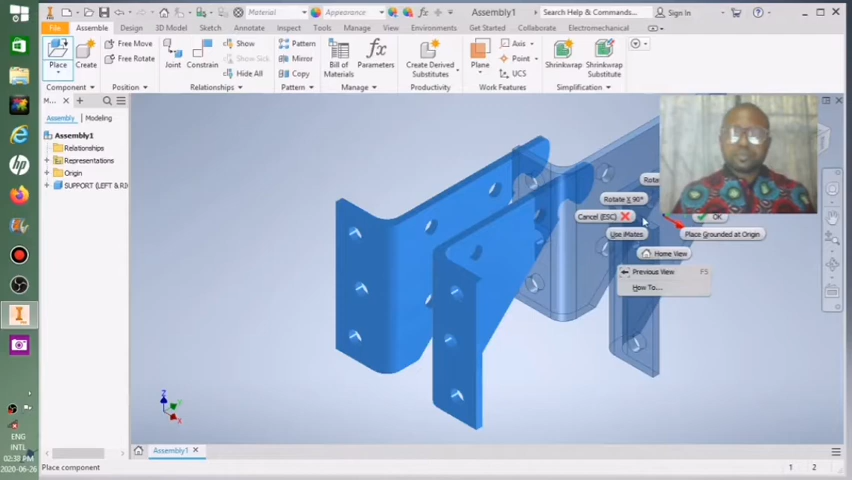 Material
Appearance
Assembly1
Search Help & Commands...
Sign In
File
Assemble
Design
3D Model
Sketch
Annotate
Inspect
Tools
Manage
View
Environments
Get Started
Collaborate
Electromechanical
Place
Create
Free Move
Free Rotate
Joint
Constrain
Show
Show Sick
Hide All
Pattern
Mirror
Copy
Bill of
Materials
Parameters
Create Derived
Substitutes
Plane
Axis
Point
UCS
Shrinkwrap
Shrinkwrap
Substitute
Component
Position
Relationships
Pattern
Manage
Productivity
Work Features
Simplification
Assembly
Modeling
Assembly1
Relationships
Representations
Origin
SUPPORT (LEFT & RI
Rotate X 90°
Cancel (ESC)
OK
Use iMates
Place Grounded at Origin
Home View
Previous View F5
How To...
Z
Y
X
Assembly1
Place component
1 2
ENG
INTL
02:38 PM
2020-06-26